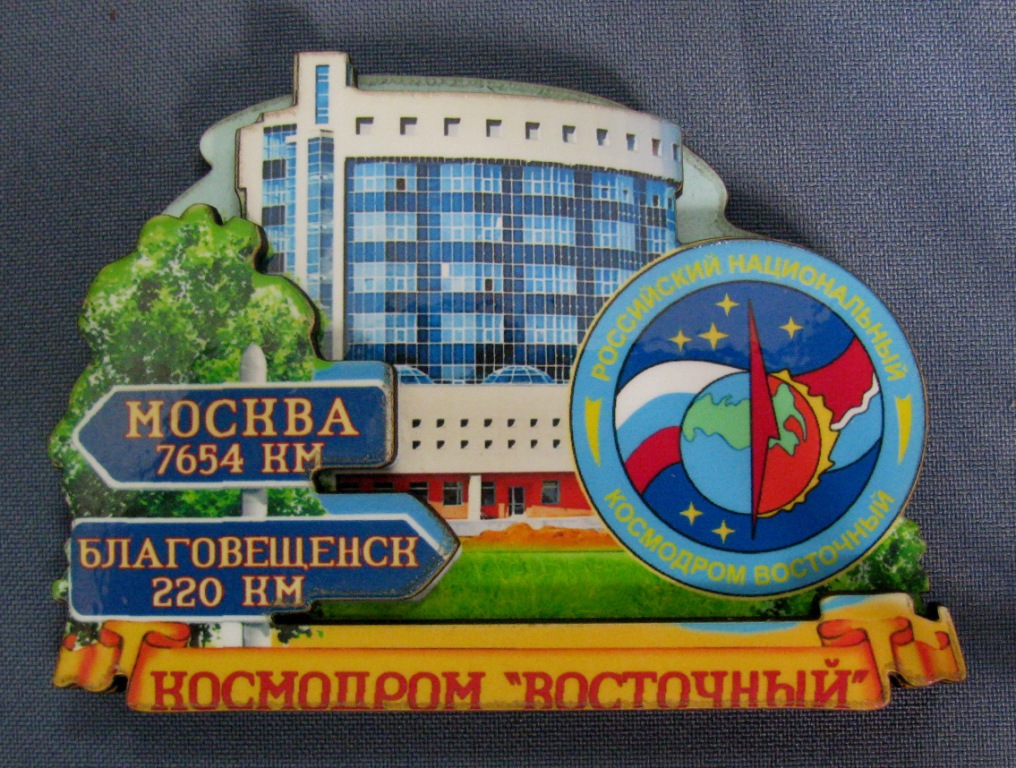 МОСКВА
7654 КМ
БЛАГОВЕЩЕНСК
220 КМ
РОССИЙСКИЙ НАЦИОНАЛЬНЫЙ
КОСМОДРОМ ВОСТОЧНЫЙ
КОСМОДРОМ "ВОСТОЧНЫЙ"